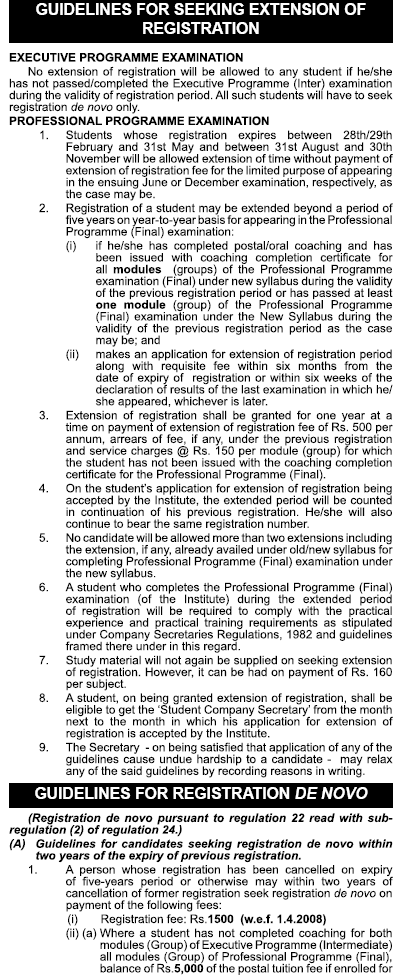 GUIDELINES FOR SEEKING EXTENSION OF
REGISTRATION
EXECUTIVE PROGRAMME EXAMINATION
No extension of registration will be allowed to any student if he/she
has not passed/completed the Executive Programme (Inter) examination
during the validity of registration period. All such students will have to seek
registration de novo only.
PROFESSIONAL PROGRAMME EXAMINATION
1. Students whose registration expires between 28th/29th
February and 31st May and between 31st August and 30th
November will be allowed extension of time without payment of
extension of registration fee for the limited purpose of appearing
in the ensuing June or December examination, respectively, as
the case may be.
2. Registration of a student may be extended beyond a period of
five years on year-to-year basis for appearing in the Professional
Programme (Final) examination:
(i) if he/she has completed postal/oral coaching and has
been issued with coaching completion certificate for
all modules (groups) of the Professional Programme
examination (Final) under new syllabus during the validity
of the previous registration period or has passed at least
one module (group) of the Professional Programme
(Final) examination under the New Syllabus during the
validity of the previous registration period as the case
may be; and
(ii) makes an application for extension of registration period
along with requisite fee within six months from the
date of expiry of registration or within six weeks of the
declaration of results of the last examination in which he/
she appeared, whichever is later.
3. Extension of registration shall be granted for one year at a
time on payment of extension of registration fee of Rs. 500 per
annum, arrears of fee, if any, under the previous registration
and service charges @ Rs. 150 per module (group) for which
the student has not been issued with the coaching completion
certificate for the Professional Programme (Final).
4. On the student's application for extension of registration being
accepted by the Institute, the extended period will be counted
in continuation of his previous registration. He/she will also
continue to bear the same registration number.
5. No candidate will be allowed more than two extensions including
the extension, if any, already availed under old/new syllabus for
completing Professional Programme (Final) examination under
the new syllabus.
6. A student who completes the Professional Programme (Final)
examination (of the Institute) during the extended period
of registration will be required to comply with the practical
experience and practical training requirements as stipulated
under Company Secretaries Regulations, 1982 and guidelines
framed there under in this regard.
7. Study material will not again be supplied on seeking extension
of registration. However, it can be had on payment of Rs. 160
per subject.
8. A student, on being granted extension of registration, shall be
eligible to get the 'Student Company Secretary' from the month
next to the month in which his application for extension of
registration is accepted by the Institute.
9. The Secretary - on being satisfied that application of any of the
guidelines cause undue hardship to a candidate - may relax
any of the said guidelines by recording reasons in writing.
GUIDELINES FOR REGISTRATION DE NOVO
(Registration de novo pursuant to regulation 22 read with sub-
regulation (2) of regulation 24.)
(A) Guidelines for candidates seeking registration de novo within
two years of the expiry of previous registration.
1. A person whose registration has been cancelled on expiry
of five-years period or otherwise may within two years of
cancellation of former registration seek registration de novo on
payment of the following fees:
(i) Registration fee: Rs.1500 (w.e.f. 1.4.2008)
(ii) (a) Where a student has not completed coaching for both
modules (Group) of Executive Programme (Intermediate)
all modules (Group) of Professional Programme (Final),
balance of Rs.5,000 of the postal tuition fee if enrolled for